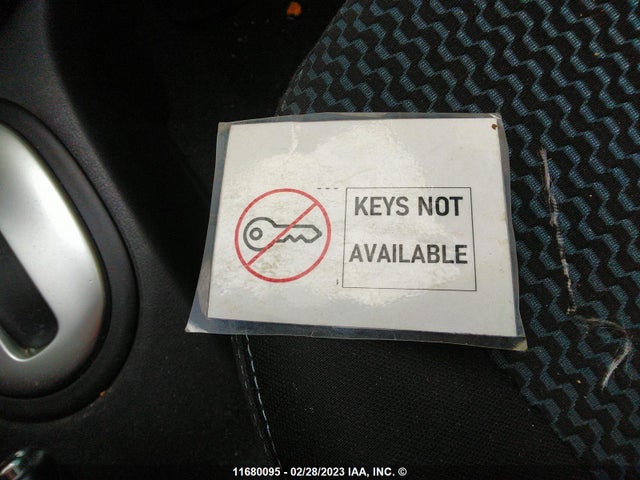 KEYS NOT
AVAILABLE
11680095 - 02/28/2023 IAA, INC. ©